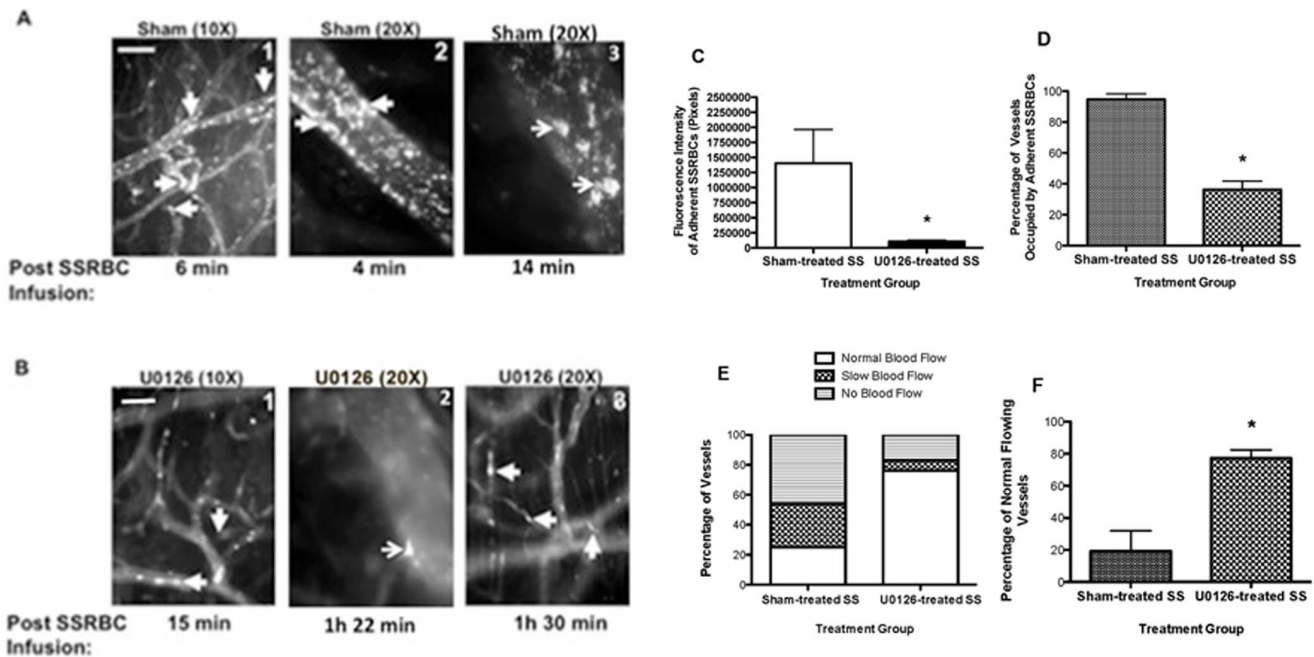 A
Sham (10X)
Sham (20X)
Sham (20X)
1
2
3
Post SSRBC
Infusion:
6 min
4 min
14 min
B
U0126 (10X)
U0126 (20X)
U0126 (20X)
1
2
3
Post SSRBC
Infusion:
15 min
1h 22 min
1h 30 min
C
Fluorescence Intensity
of Adherent SSRBCs (Pixels)
2500000
2250000
2000000
1750000
1500000
1250000
1000000
750000
500000
250000
0
*
Sham-treated SS
U0126-treated SS
Treatment Group
D
Percentage of Vessels
Occupied by Adherent SSRBCs
100
80
60
40
20
0
*
Sham-treated SS
U0126-treated SS
Treatment Group
E
Normal Blood Flow
Slow Blood Flow
No Blood Flow
Percentage of Vessels
100
80
60
40
20
0
Sham-treated SS
U0126-treated SS
Treatment Group
F
Percentage of Normal Flowing
Vessels
100
80
60
40
20
0
*
Sham-treated SS
U0126-treated SS
Treatment Group